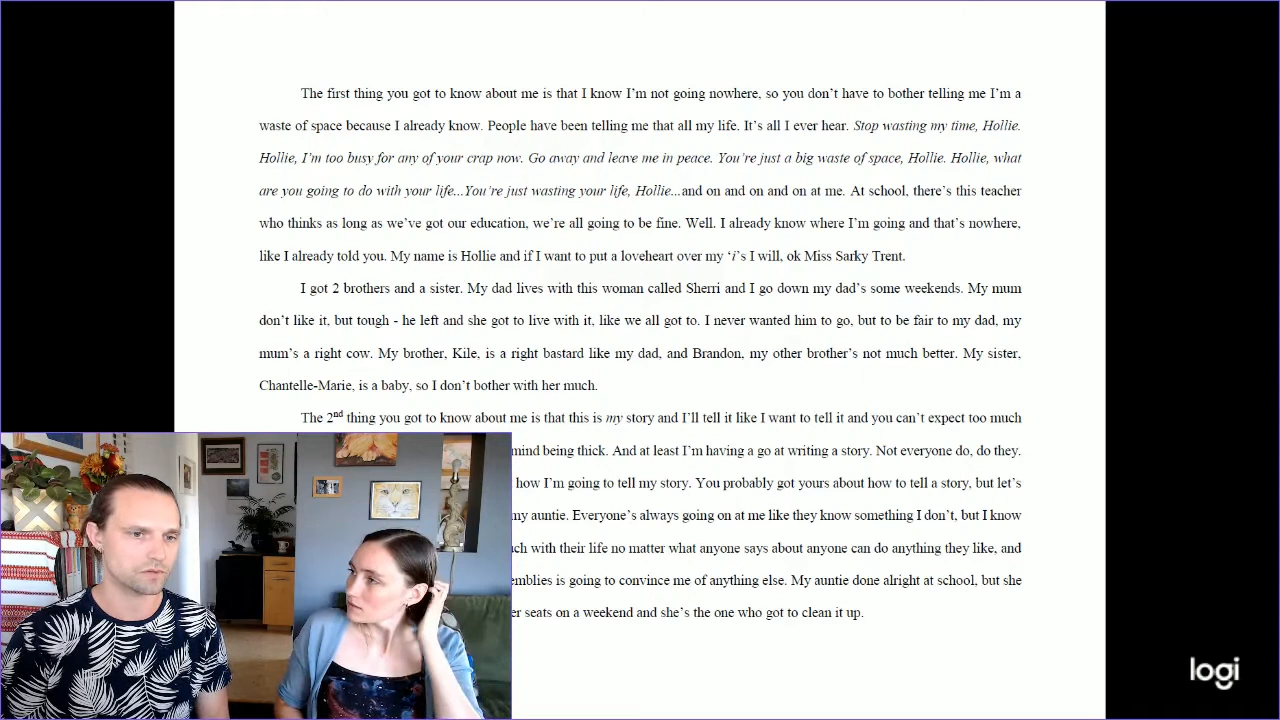 The first thing you got to know about me is that I know I'm not going nowhere, so you don't have to bother telling me I'm a
waste of space because I already know. People have been telling me that all my life. It's all I ever hear. Stop wasting my time, Hollie.
Hollie, I'm too busy for any of your crap now. Go away and leave me in peace. You're just a big waste of space, Hollie. Hollie, what
are you going to do with your life...You're just wasting your life, Hollie...and on and on and on at me. At school, there's this teacher
who thinks as long as we've got our education, we're all going to be fine. Well. I already know where I'm going and that's nowhere,
like I already told you. My name is Hollie and if I want to put a loveheart over my 'i's I will, ok Miss Sarky Trent.
I got 2 brothers and a sister. My dad lives with this woman called Sherri and I go down my dad's some weekends. My mum
don't like it, but tough - he left and she got to live with it, like we all got to. I never wanted him to go, but to be fair to my dad, my
mum's a right cow. My brother, Kile, is a right bastard like my dad, and Brandon, my other brother's not much better. My sister,
Chantelle-Marie, is a baby, so I don't bother with her much.
The 2nd thing you got to know about me is that this is my story and I'll tell it like I want to tell it and you can't expect too much
mind being thick. And at least I'm having a go at writing a story. Not everyone do, do they.
how I'm going to tell my story. You probably got yours about how to tell a story, but let's
my auntie. Everyone's always going on at me like they know something I don't, but I know
with their life no matter what anyone says about anyone can do anything they like, and
is going to convince me of anything else. My auntie done alright at school, but she
seats on a weekend and she's the one who got to clean it up.
logi